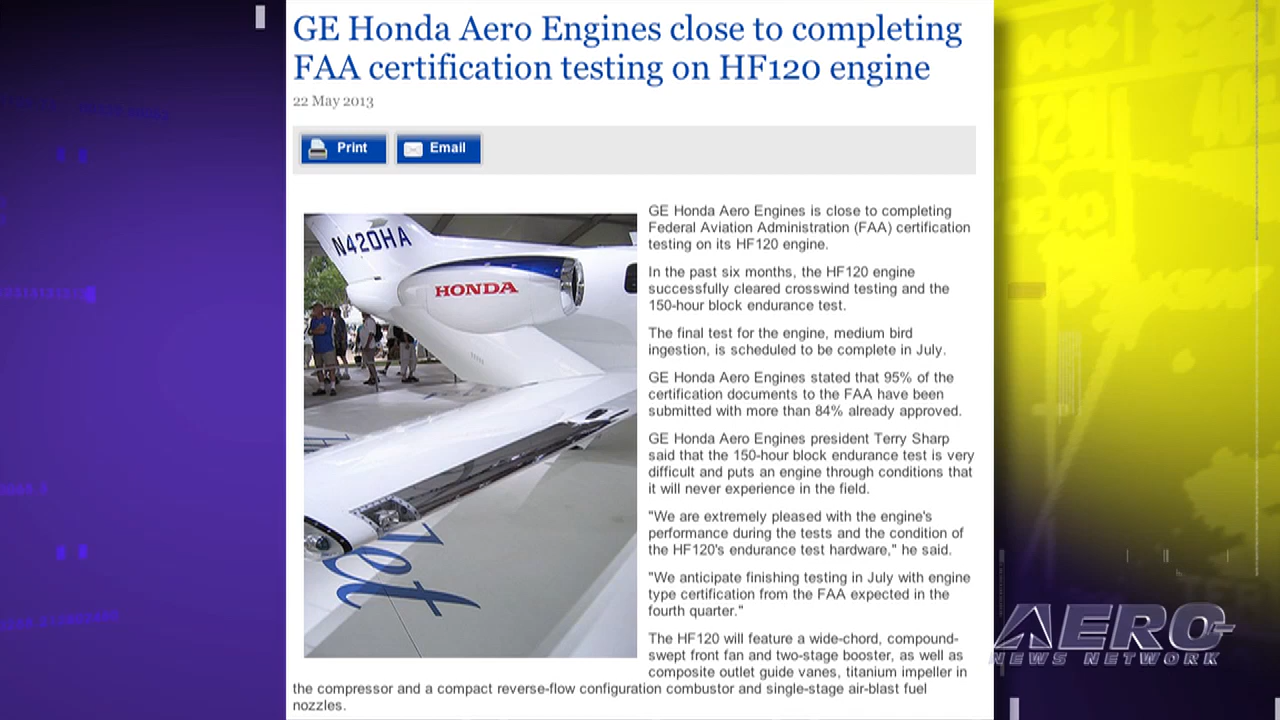 GE Honda Aero Engines close to completing
FAA certification testing on HF120 engine
22 May 2013
Print
Email
N420HA
HONDA
GE Honda Aero Engines is close to completing
Federal Aviation Administration (FAA) certification
testing on its HF120 engine.
In the past six months, the HF120 engine
successfully cleared crosswind testing and the
150-hour block endurance test.
The final test for the engine, medium bird
ingestion, is scheduled to be complete in July.
GE Honda Aero Engines stated that 95% of the
certification documents to the FAA have been
submitted with more than 84% already approved.
GE Honda Aero Engines president Terry Sharp
said that the 150-hour block endurance test is very
difficult and puts an engine through conditions that
it will never experience in the field.
"We are extremely pleased with the engine's
performance during the tests and the condition of
the HF120's endurance test hardware," he said.
"We anticipate finishing testing in July with engine
type certification from the FAA expected in the
fourth quarter."
The HF120 will feature a wide-chord, compound-
swept front fan and two-stage booster, as well as
composite outlet guide vanes, titanium impeller in
the compressor and a compact reverse-flow configuration combustor and single-stage air-blast fuel
nozzles.
AERO
NEWS NETWORK